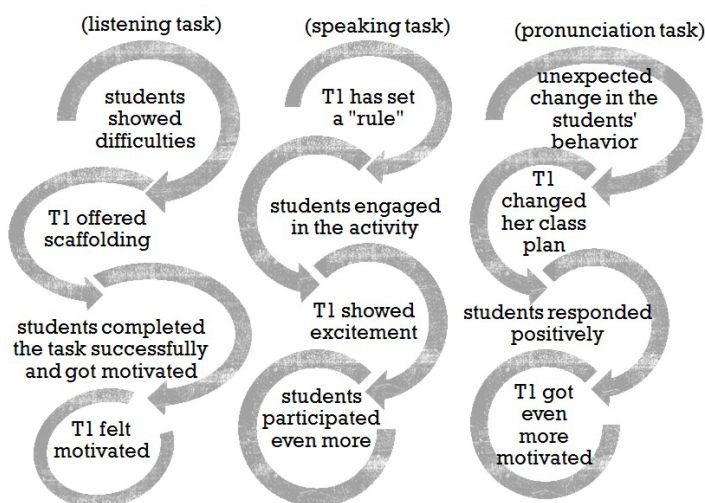 (listening task)
students
showed
difficulties
T1 offered
scaffolding
students completed
the task successfully
and got motivated
T1 felt
motivated
(speaking task)
T1 has set
a "rule"
students engaged
in the activity
T1 showed
excitement
students
participated
even more
(pronunciation task)
unexpected
change in the
students'
behavior
T1
changed
her class
plan
students responded
positively
T1 got
even
more
motivated